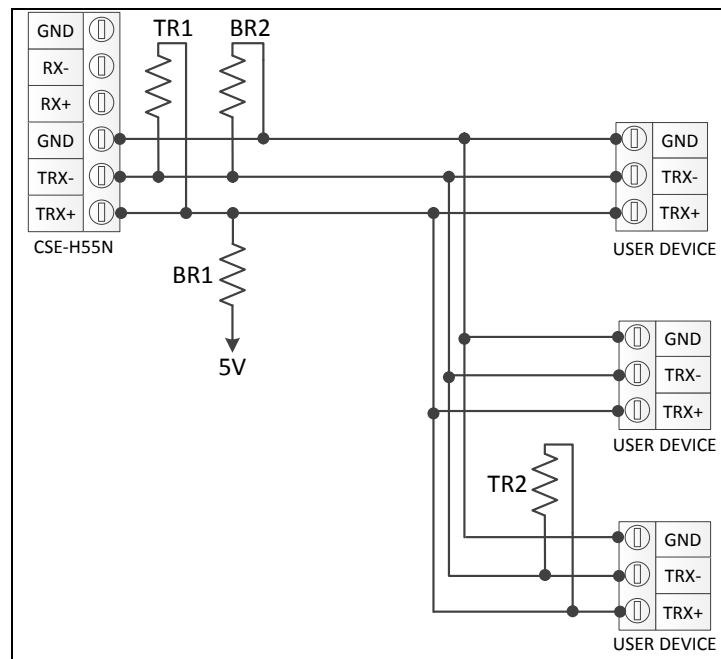 GND
RX-
RX+
GND
TRX-
TRX+
CSE-H55N
TR1
BR2
BR1
5V
GND
TRX-
TRX+
USER DEVICE
GND
TRX-
TRX+
USER DEVICE
TR2
GND
TRX-
TRX+
USER DEVICE